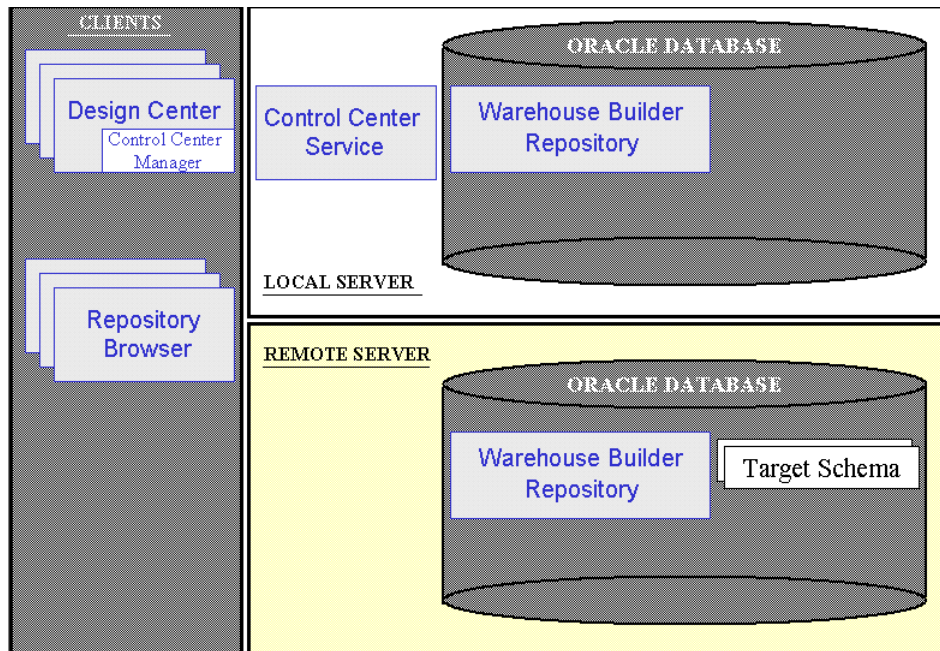 CLIENTS
Design Center
Control Center
Manager
Repository
Browser
Control Center
Service
ORACLE DATABASE
Warehouse Builder
Repository
LOCAL SERVER
REMOTE SERVER
ORACLE DATABASE
Warehouse Builder
Repository
Target Schema